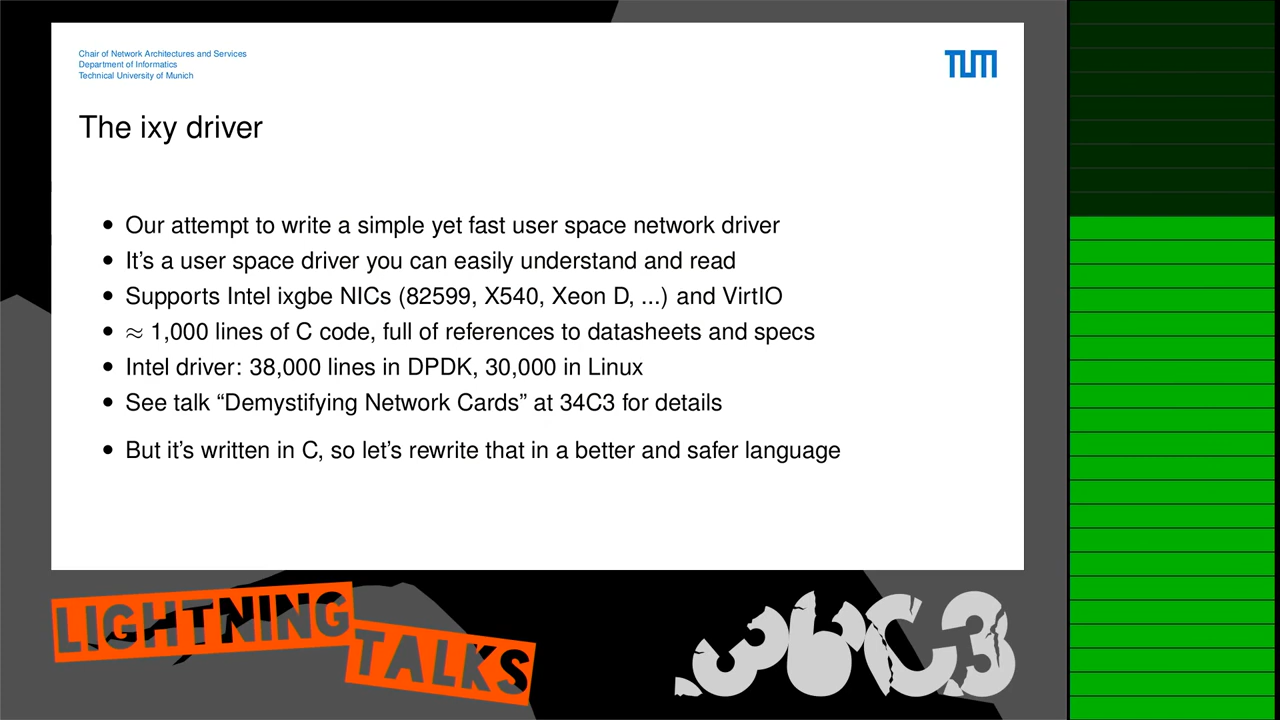 Chair of Network Architectures and Services
Department of Informatics
Technical University of Munich
TUM
The ixy driver
• Our attempt to write a simple yet fast user space network driver
• It's a user space driver you can easily understand and read
• Supports Intel ixgbe NICs (82599, X540, Xeon D, ...) and VirtIO
• ≈ 1,000 lines of C code, full of references to datasheets and specs
• Intel driver: 38,000 lines in DPDK, 30,000 in Linux
• See talk “Demystifying Network Cards” at 34C3 for details
• But it's written in C, so let's rewrite that in a better and safer language
LIGHTNING
TALKS
.36C3